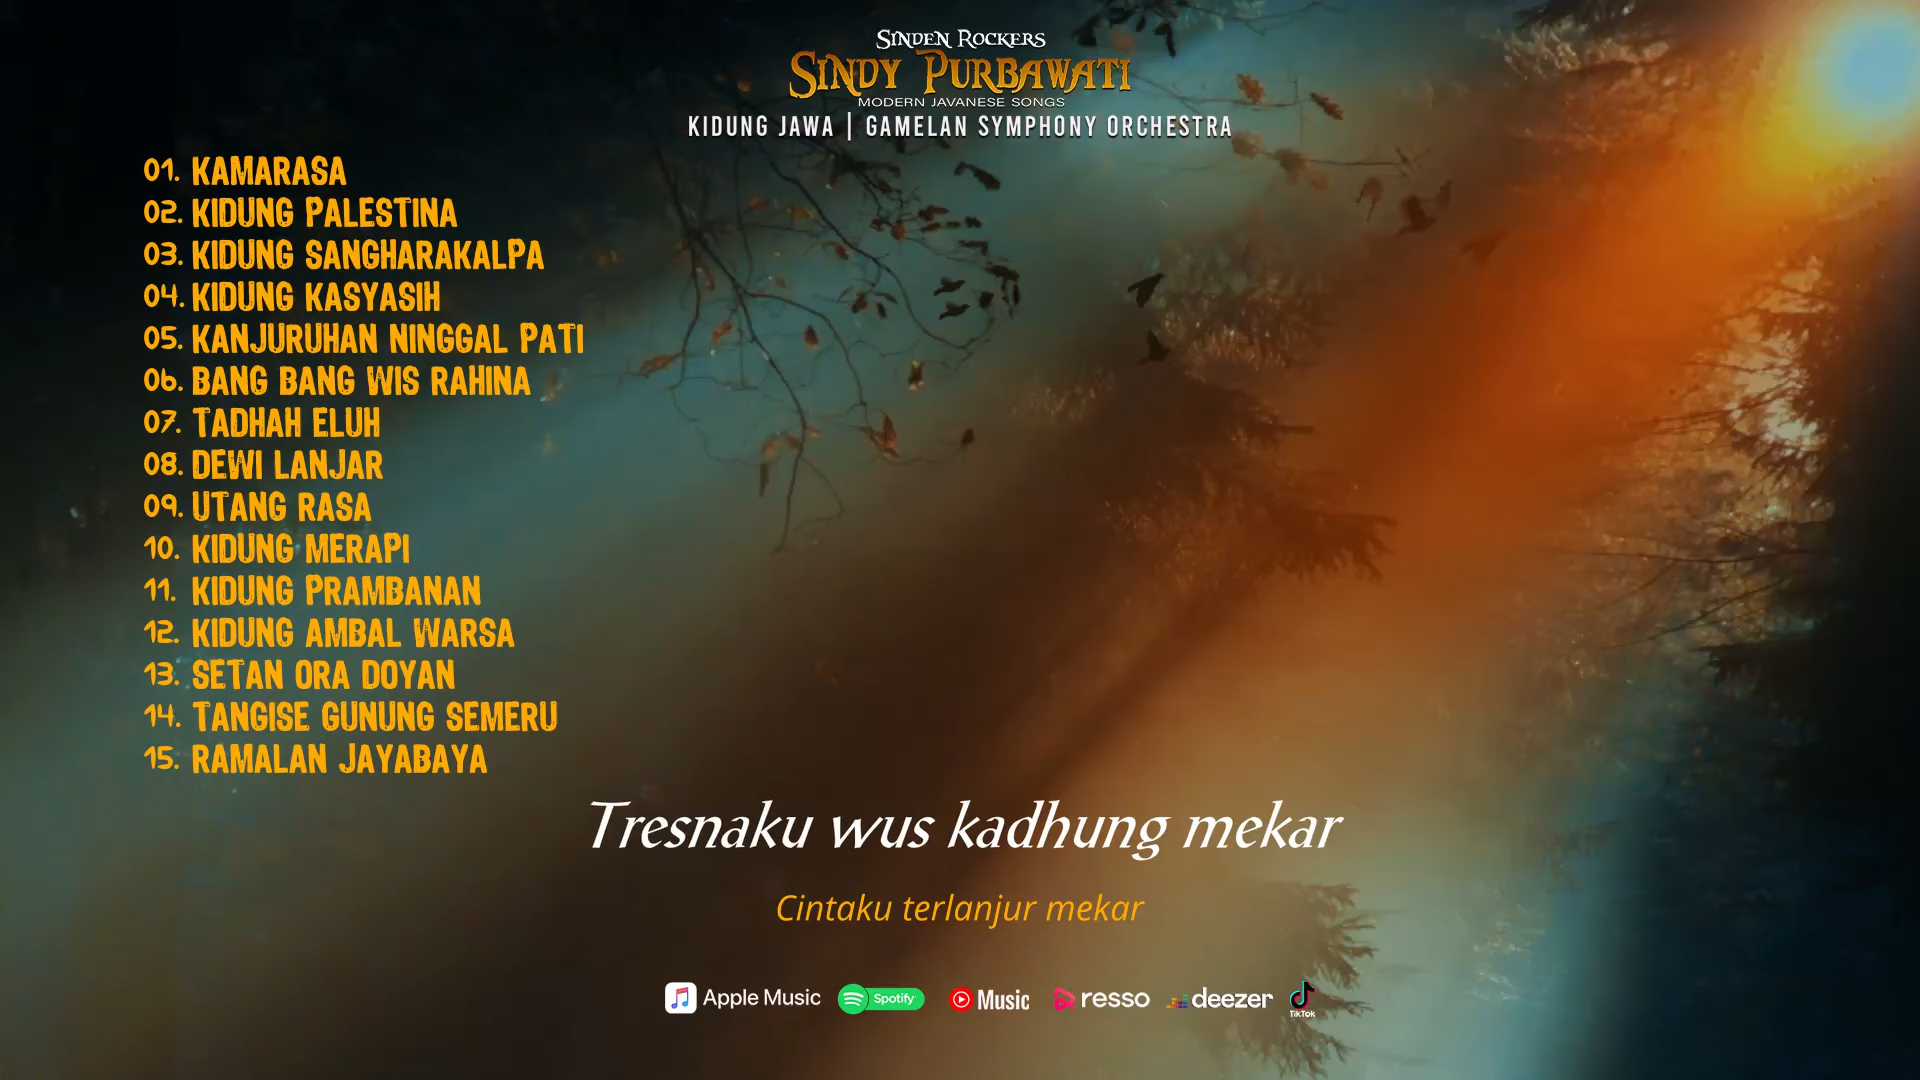 SINDEN ROCKERS
SINDY PURBAWATI
MODERN JAVANESE SONGS
KIDUNG JAWA | GAMELAN SYMPHONY ORCHESTRA
01. KAMARASA
02. KIDUNG PALESTINA
03. KIDUNG SANGHARAKALPA
04. KIDUNG KASYASIH
05. KANJURUHAN NINGGAL PATI
06. BANG BANG WIS RAHINA
07. TADHAH ELUH
08. DEWI LANJAR
09. UTANG RASA
10. KIDUNG MERAPI
11. KIDUNG PRAMBANAN
12. KIDUNG AMBAL WARSA
13. SETAN ORA DOYAN
14. TANGISE GUNUNG SEMERU
15. RAMALAN JAYABAYA
Tresnaku wus kadhung mekar
Cintaku terlanjur mekar
Apple Music Spotify Music resso deezer TikTok